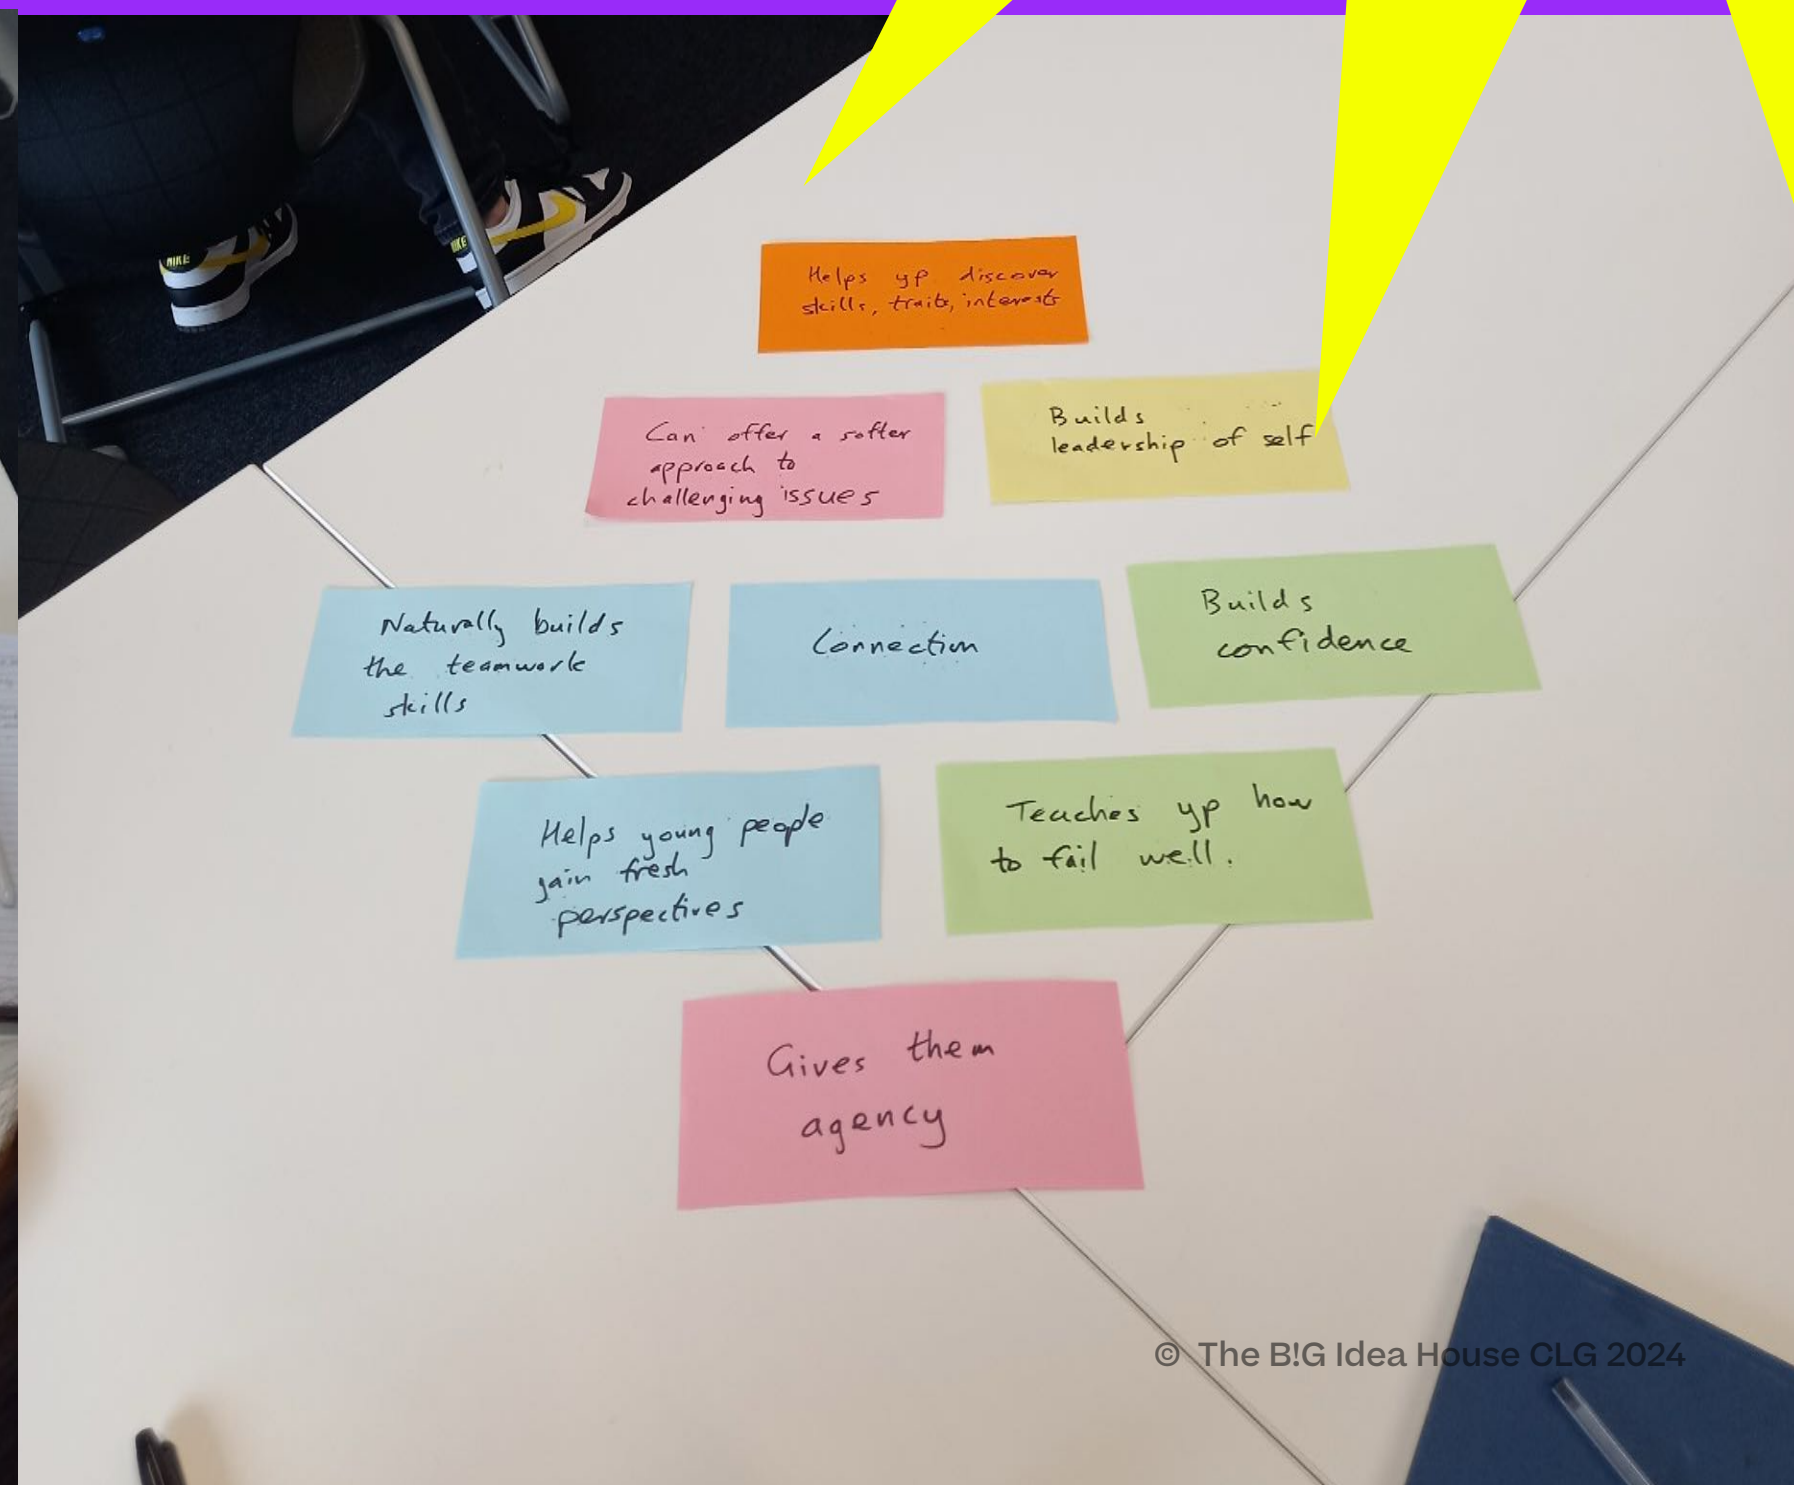 NIKE
NIKE
Helps yp discover
skills, traits, interests
Can offer a softer
approach to
challenging issues
Builds
leadership of self
Naturally builds
the teamwork
skills
Connection
Builds
confidence
Helps young people
gain fresh
perspectives
Teaches yp how
to fail well.
Gives them
agency
© The B!G Idea House CLG 2024